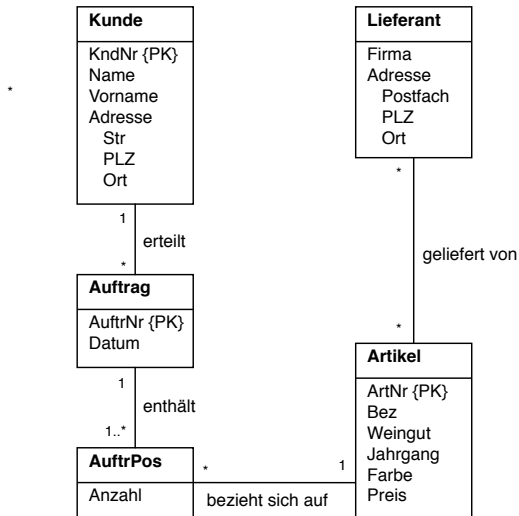 Kunde
KndNr {PK}
Name
Vorname
Adresse
Str
PLZ
Ort
*
1
erteilt
*
Auftrag
AuftrNr {PK}
Datum
1
enthält
1..*
AuftrPos
Anzahl
*
bezieht sich auf
1
Lieferant
Firma
Adresse
Postfach
PLZ
Ort
*
geliefert von
*
Artikel
ArtNr {PK}
Bez
Weingut
Jahrgang
Farbe
Preis